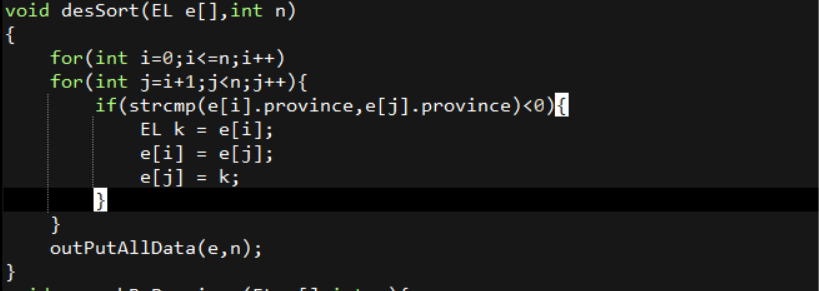 void desSort(EL e[],int n)
{
    for(int i=0;i<=n;i++)
    for(int j=i+1;j<n;j++){
        if(strcmp(e[i].province,e[j].province)<0){
            EL k = e[i];
            e[i] = e[j];
            e[j] = k;
        }
    }
    outPutAllData(e,n);
}